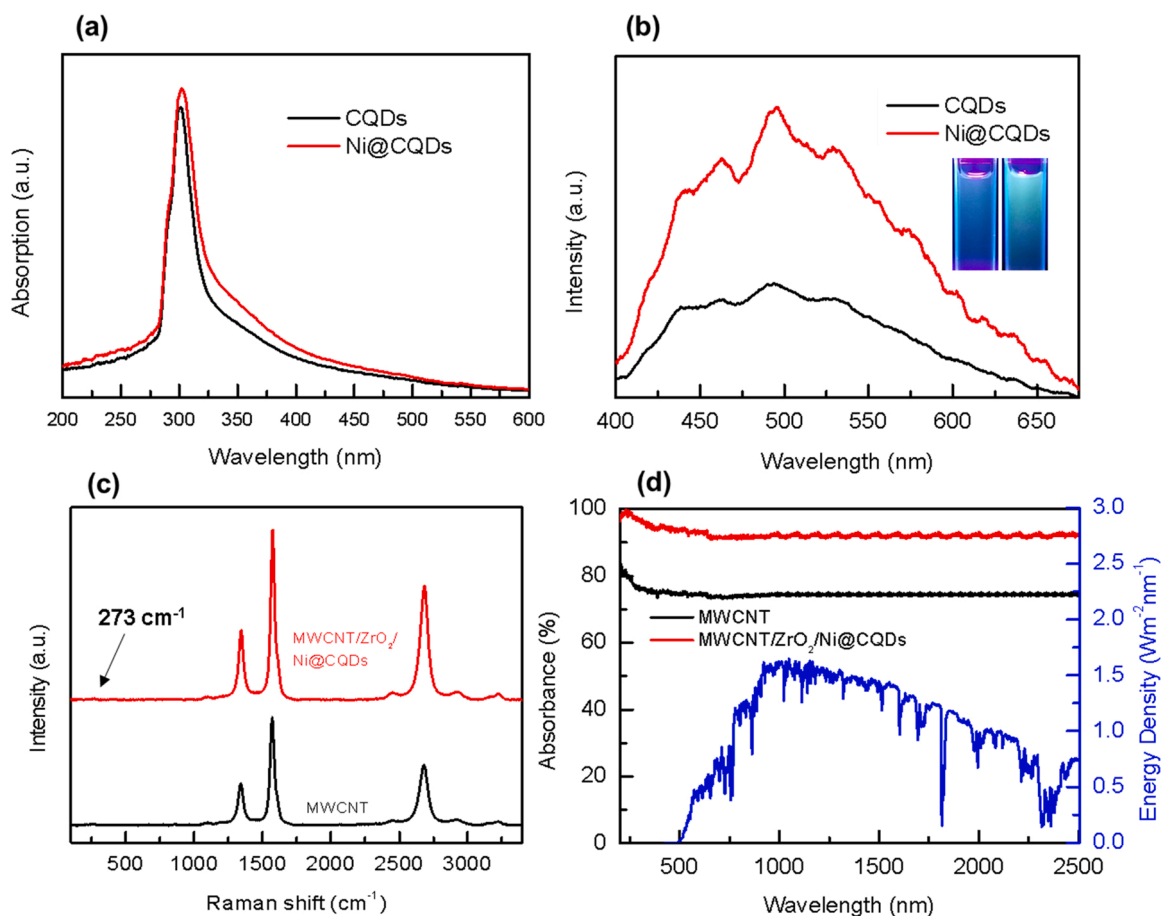 (a)
CQDs
Ni@CQDs
Absorption (a.u.)
200 250 300 350 400 450 500 550 600
Wavelength (nm)
(b)
CQDs
Ni@CQDs
Intensity (a.u.)
400 450 500 550 600 650
Wavelength (nm)
(c)
273 cm⁻¹
MWCNT/ZrO₂/
Ni@CQDs
MWCNT
Intensity (a.u.)
500 1000 1500 2000 2500 3000
Raman shift (cm⁻¹)
(d)
100
80
60
40
20
0
Absorbance (%)
MWCNT
MWCNT/ZrO₂/Ni@CQDs
3.0
2.5
2.0
1.5
1.0
0.5
0.0
Energy Density (Wm⁻²nm⁻¹)
500 1000 1500 2000 2500
Wavelength (nm)